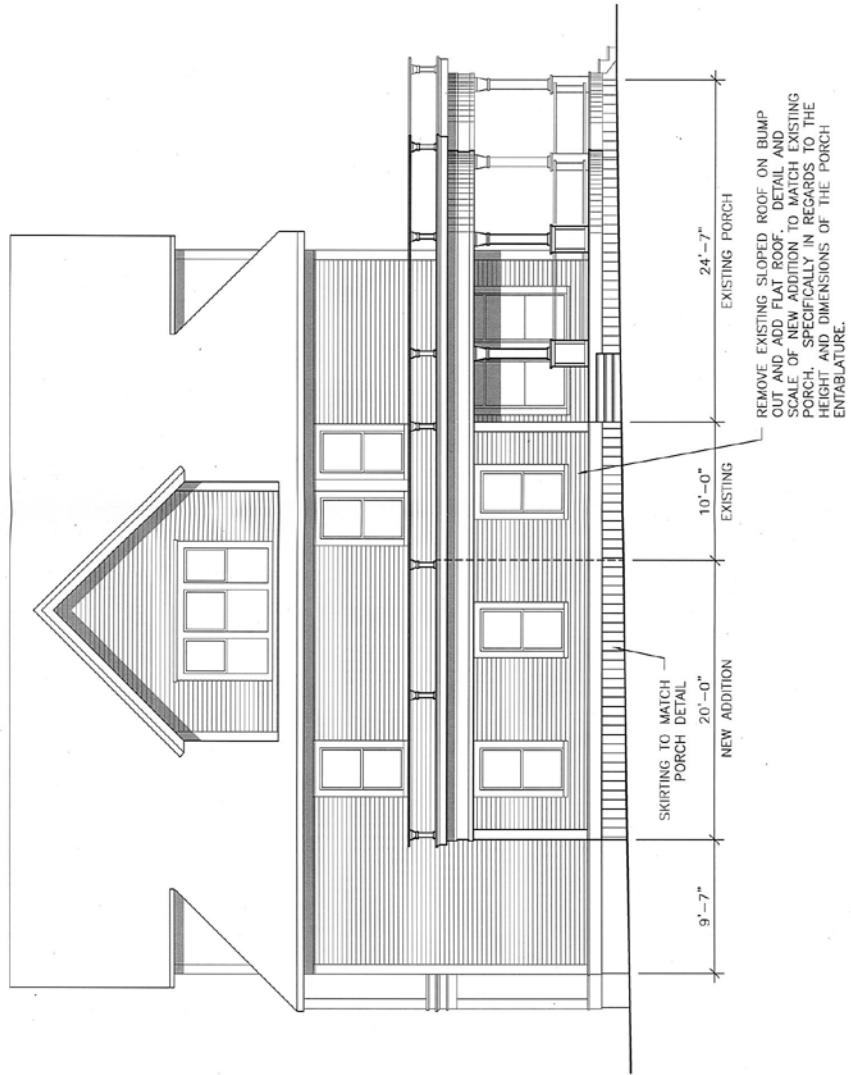 SKIRTING TO MATCH
PORCH DETAIL
9'-7"
20'-0"
10'-0"
24'-7"
NEW ADDITION
EXISTING
EXISTING PORCH
REMOVE EXISTING SLOPED ROOF ON BUMP
OUT AND ADD FLAT ROOF. DETAIL AND
SCALE OF NEW ADDITION TO MATCH EXISTING
PORCH. SPECIFICALLY IN REGARDS TO THE
HEIGHT AND DIMENSIONS OF THE PORCH
ENTABLATURE.